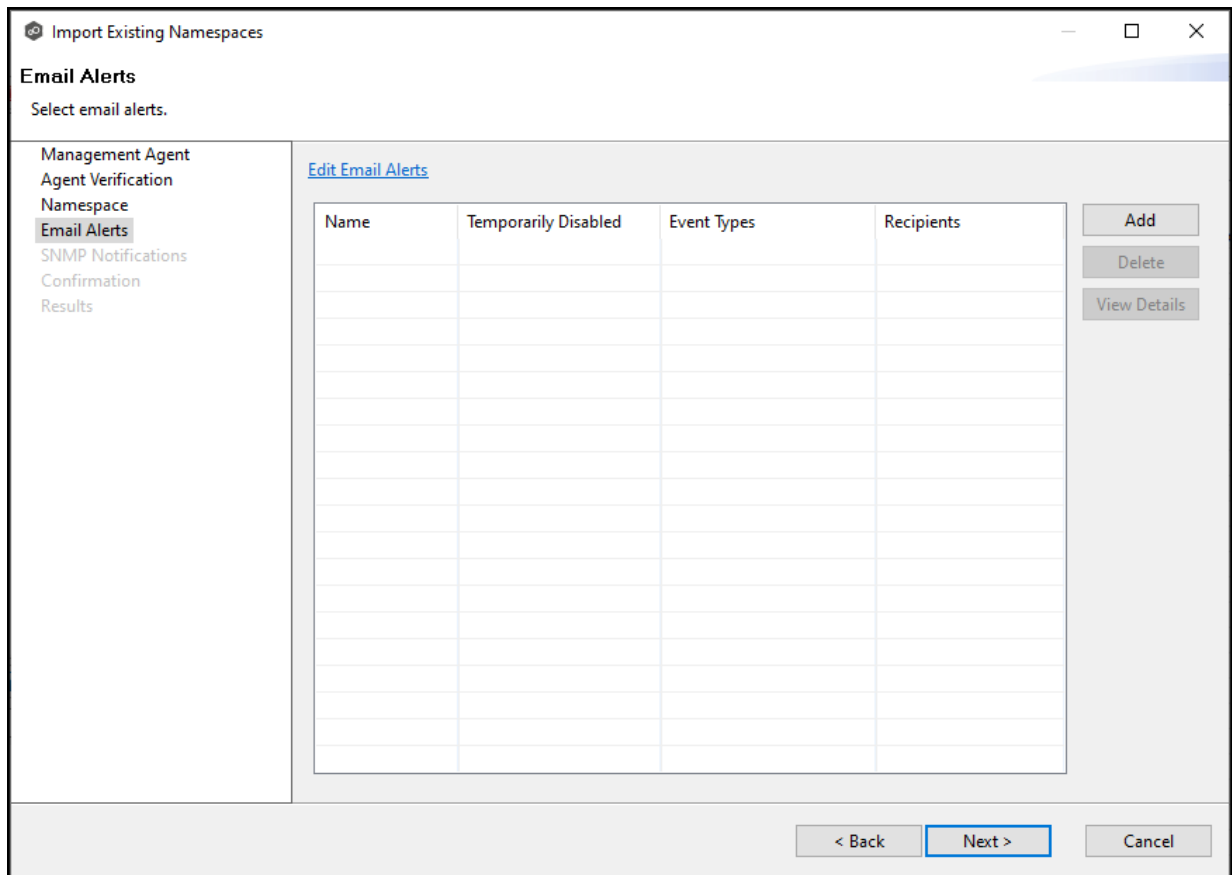 Import Existing Namespaces
Email Alerts
Select email alerts.
Management Agent
Agent Verification
Namespace
Email Alerts
SNMP Notifications
Confirmation
Results
Edit Email Alerts
Name Temporarily Disabled Event Types Recipients
Add
Delete
View Details
< Back Next > Cancel